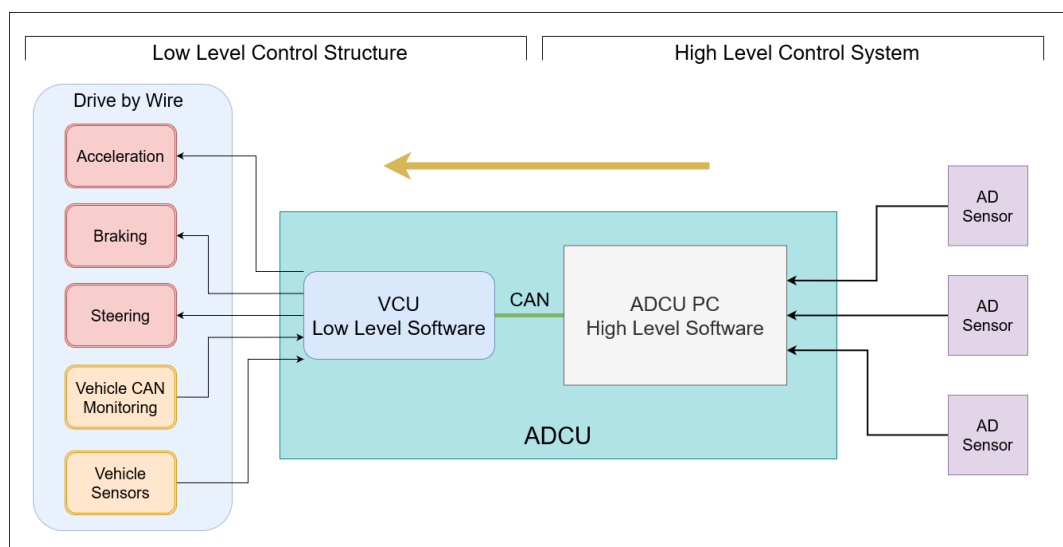 Low Level Control Structure
High Level Control System
Drive by Wire
Acceleration
Braking
Steering
Vehicle CAN
Monitoring
Vehicle
Sensors
VCU
Low Level Software
CAN
ADCU PC
High Level Software
ADCU
AD
Sensor
AD
Sensor
AD
Sensor